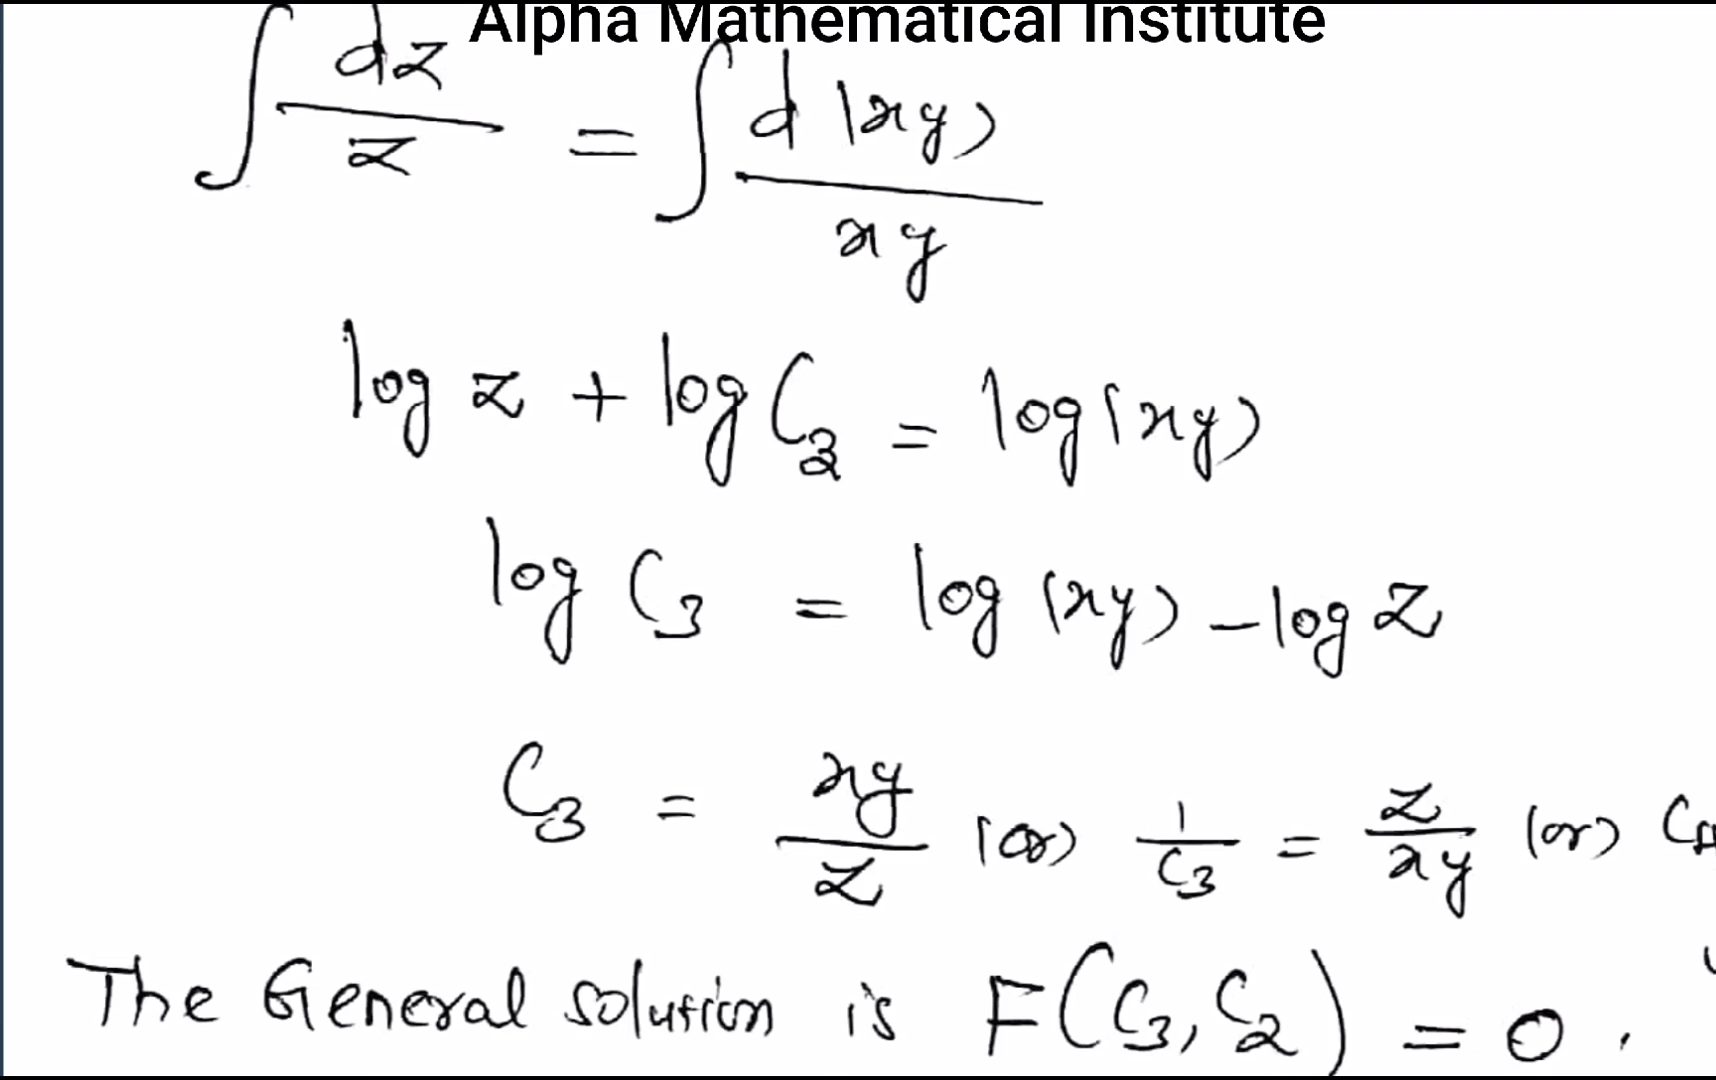 Alpha Mathematical Institute
∫ dz/z = ∫ d(xy)/xy
log z + log C₃ = log(xy)
log C₃ = log (xy) – log z
C₃ = xy/z (or) 1/C₃ = z/xy (or)
The General solution is F(C₃, C₂) = 0.